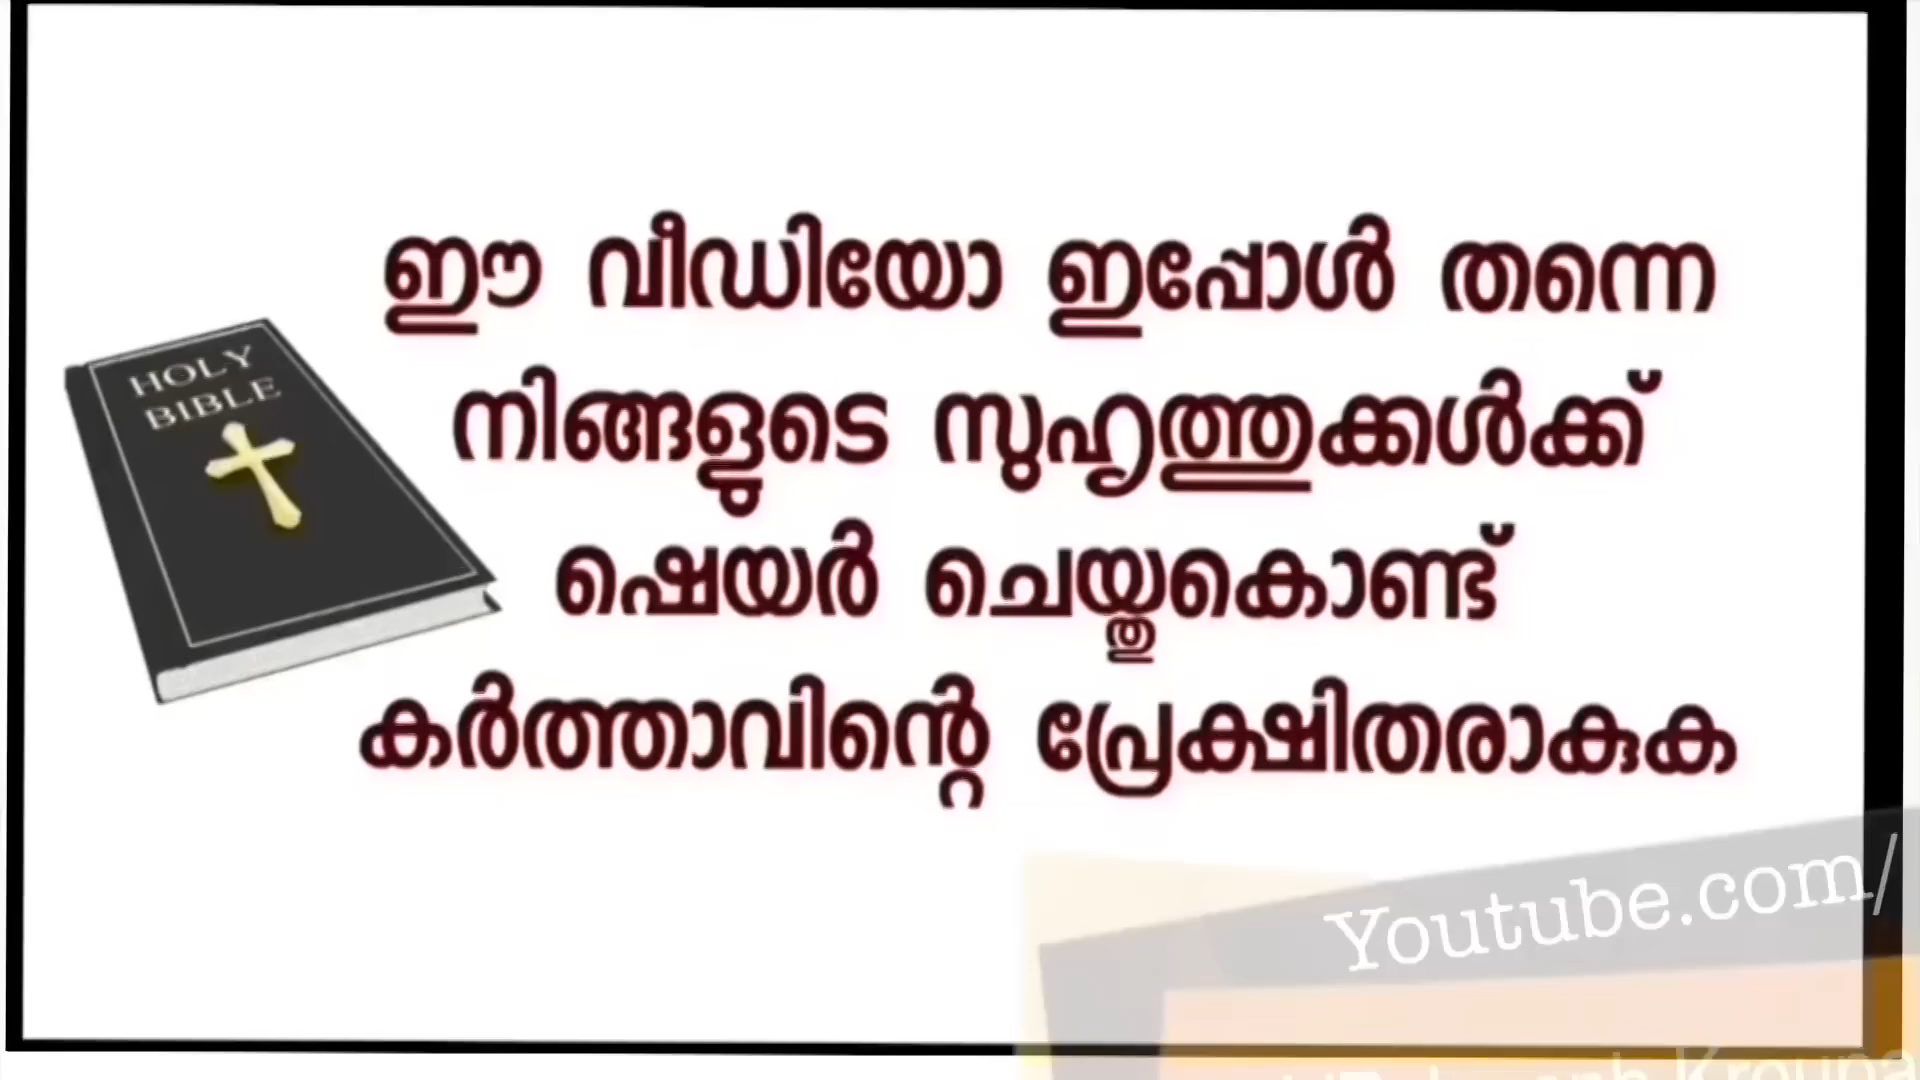 ഈ വീഡിയോ ഇപ്പോൾ തന്നെ
HOLY
BIBLE
നിങ്ങളുടെ സുഹൃത്തുക്കൾക്ക്
ഷെയർ ചെയ്തുകൊണ്ട്
കർത്താവിന്റെ പ്രേക്ഷിതരാകുക
Youtube.com/